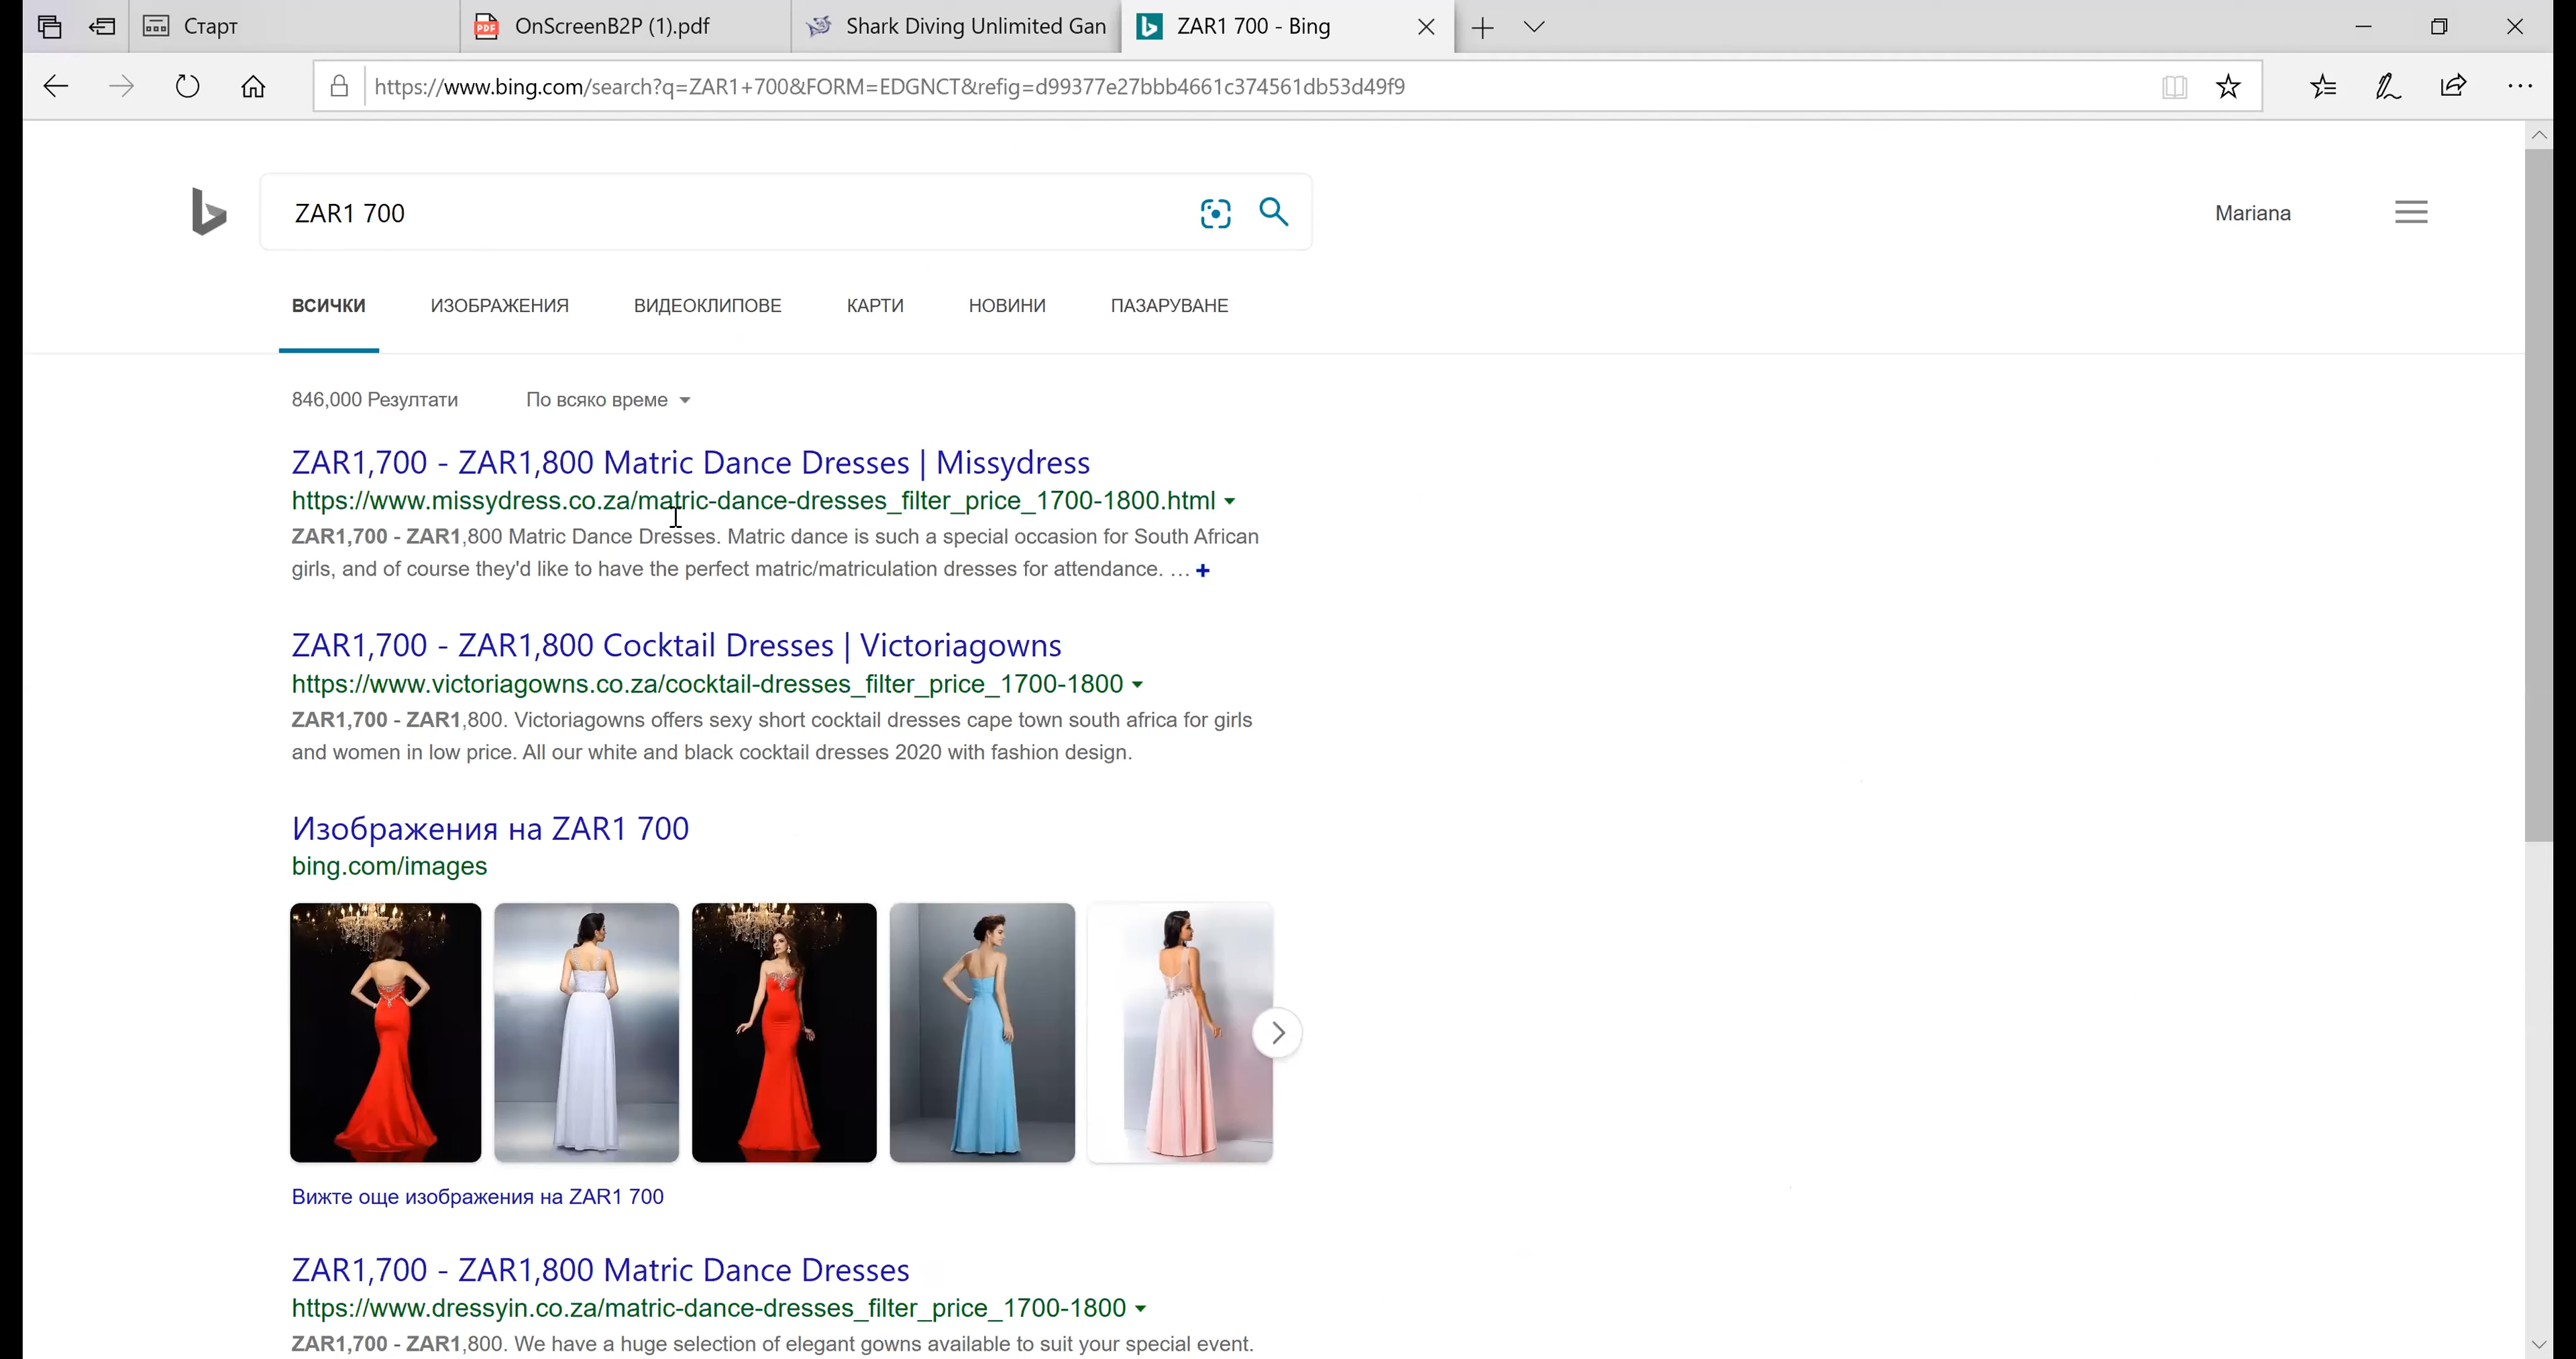 Старт
OnScreenB2P (1).pdf
Shark Diving Unlimited Gan
ZAR1 700 - Bing
https://www.bing.com/search?q=ZAR1+700&FORM=EDGNCT&refig=d99377e27bbb4661c374561db53d49f9
ZAR1 700
Mariana
ВСИЧКИ ИЗОБРАЖЕНИЯ ВИДЕОКЛИПОВЕ КАРТИ НОВИНИ ПАЗАРУВАНЕ
846,000 Резултати По всяко време
ZAR1,700 - ZAR1,800 Matric Dance Dresses | Missydress
https://www.missydress.co.za/matric-dance-dresses_filter_price_1700-1800.html
ZAR1,700 - ZAR1,800 Matric Dance Dresses. Matric dance is such a special occasion for South African
girls, and of course they'd like to have the perfect matric/matriculation dresses for attendance. … +
ZAR1,700 - ZAR1,800 Cocktail Dresses | Victoriagowns
https://www.victoriagowns.co.za/cocktail-dresses_filter_price_1700-1800
ZAR1,700 - ZAR1,800. Victoriagowns offers sexy short cocktail dresses cape town south africa for girls
and women in low price. All our white and black cocktail dresses 2020 with fashion design.
Изображения на ZAR1 700
bing.com/images
Вижте още изображения на ZAR1 700
ZAR1,700 - ZAR1,800 Matric Dance Dresses
https://www.dressyin.co.za/matric-dance-dresses_filter_price_1700-1800
ZAR1,700 - ZAR1,800. We have a huge selection of elegant gowns available to suit your special event.